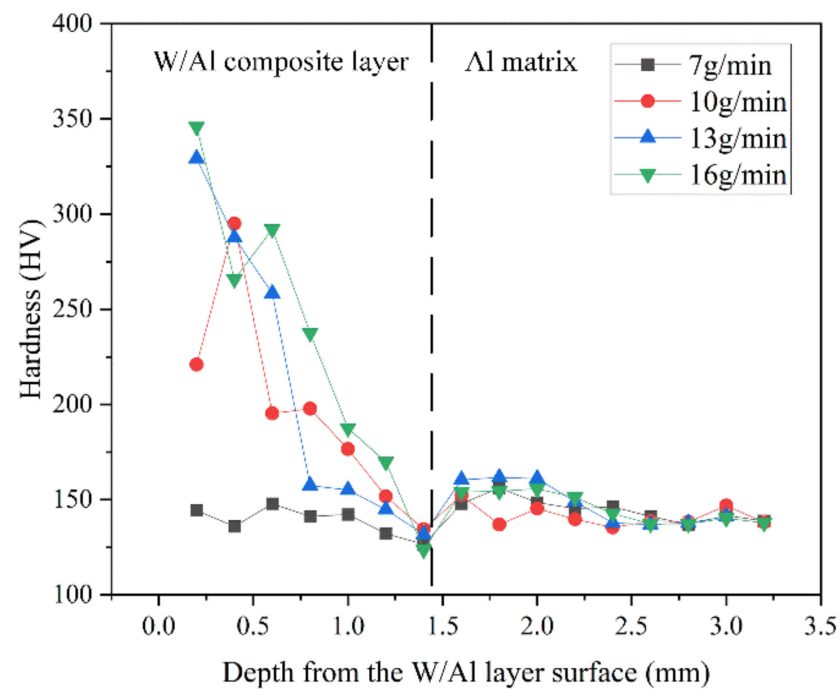 400
350
300
250
200
150
100
Hardness (HV)
W/Al composite layer
Al matrix
7g/min
10g/min
13g/min
16g/min
0.0 0.5 1.0 1.5 2.0 2.5 3.0 3.5
Depth from the W/Al layer surface (mm)